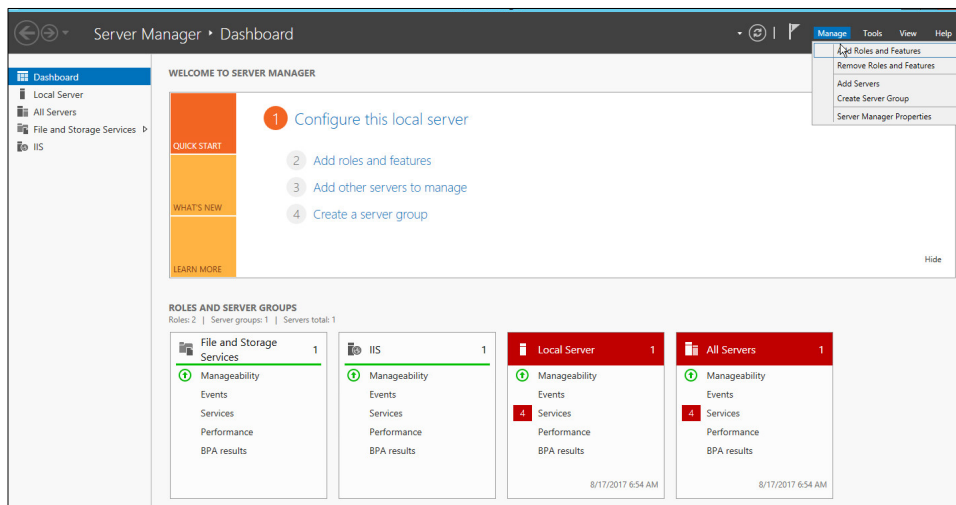 Server Manager • Dashboard
Manage Tools View Help
Add Roles and Features
Remove Roles and Features
Add Servers
Create Server Group
Server Manager Properties
Dashboard
Local Server
All Servers
File and Storage Services
IIS
WELCOME TO SERVER MANAGER
QUICK START
WHAT'S NEW
LEARN MORE
1 Configure this local server
2 Add roles and features
3 Add other servers to manage
4 Create a server group
Hide
ROLES AND SERVER GROUPS
Roles: 2 | Server groups: 1 | Servers total: 1
File and Storage
Services 1
Manageability
Events
Services
Performance
BPA results
IIS 1
Manageability
Events
Services
Performance
BPA results
Local Server 1
Manageability
Events
4 Services
Performance
BPA results
8/17/2017 6:54 AM
All Servers 1
Manageability
Events
4 Services
Performance
BPA results
8/17/2017 6:54 AM